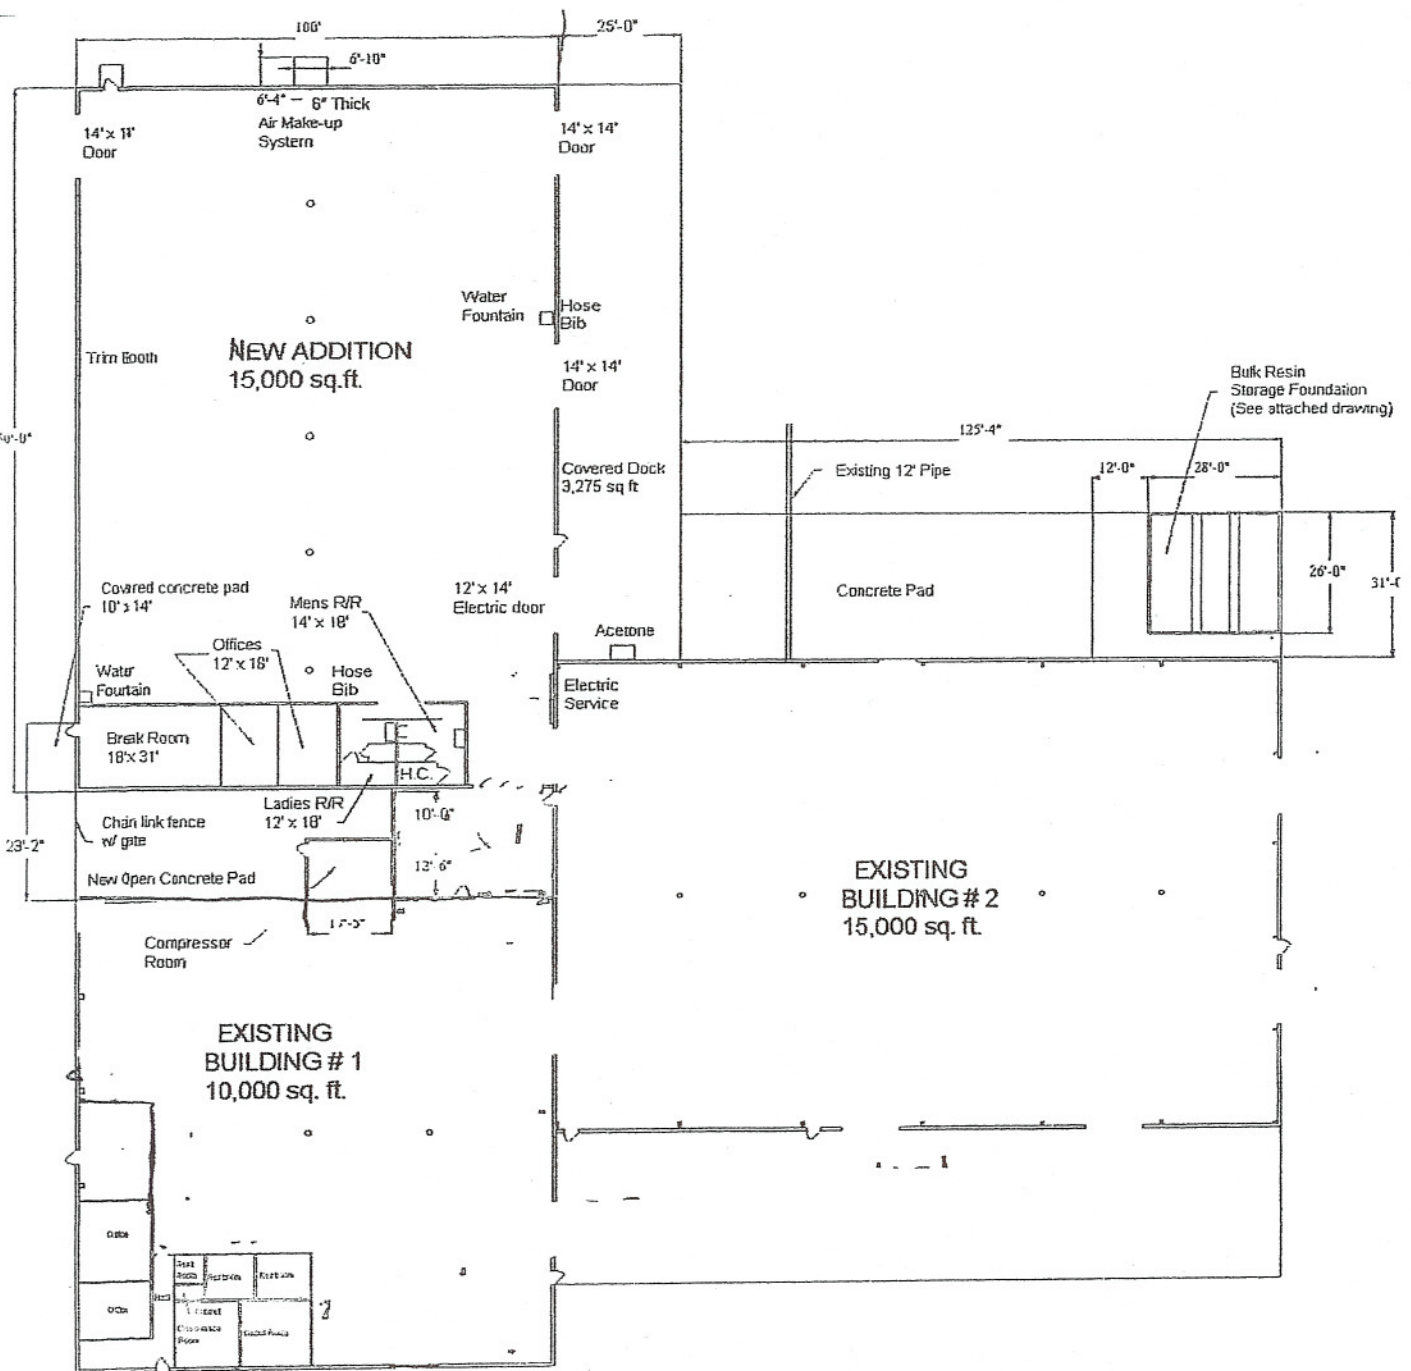 100'
25'-0"
6'-10"
6'-4"
6" Thick
Air Make-up
System
14' x 11'
Door
14' x 14'
Door
Water
Fountain
Hose
Bib
Trim Booth
NEW ADDITION
15,000 sq.ft.
14' x 14'
Door
Bulk Resin
Storage Foundation
(See attached drawing)
125'-4"
Covered Dock
3,275 sq ft
Existing 12' Pipe
12'-0"
28'-0"
26'-0"
Concrete Pad
Covered concrete pad
10' x 14'
Mens R/R
14' x 18'
12' x 14'
Electric door
Offices
12' x 16'
Acetone
Water
Fountain
Hose
Bib
Electric
Service
Break Room
18' x 31'
H.C.
Ladies R/R
12' x 18'
10'-0"
Chain link fence
w/ gate
23'-2"
13'-6"
New Open Concrete Pad
EXISTING
BUILDING # 2
15,000 sq. ft.
Compressor
Room
EXISTING
BUILDING # 1
10,000 sq. ft.
Office
Office